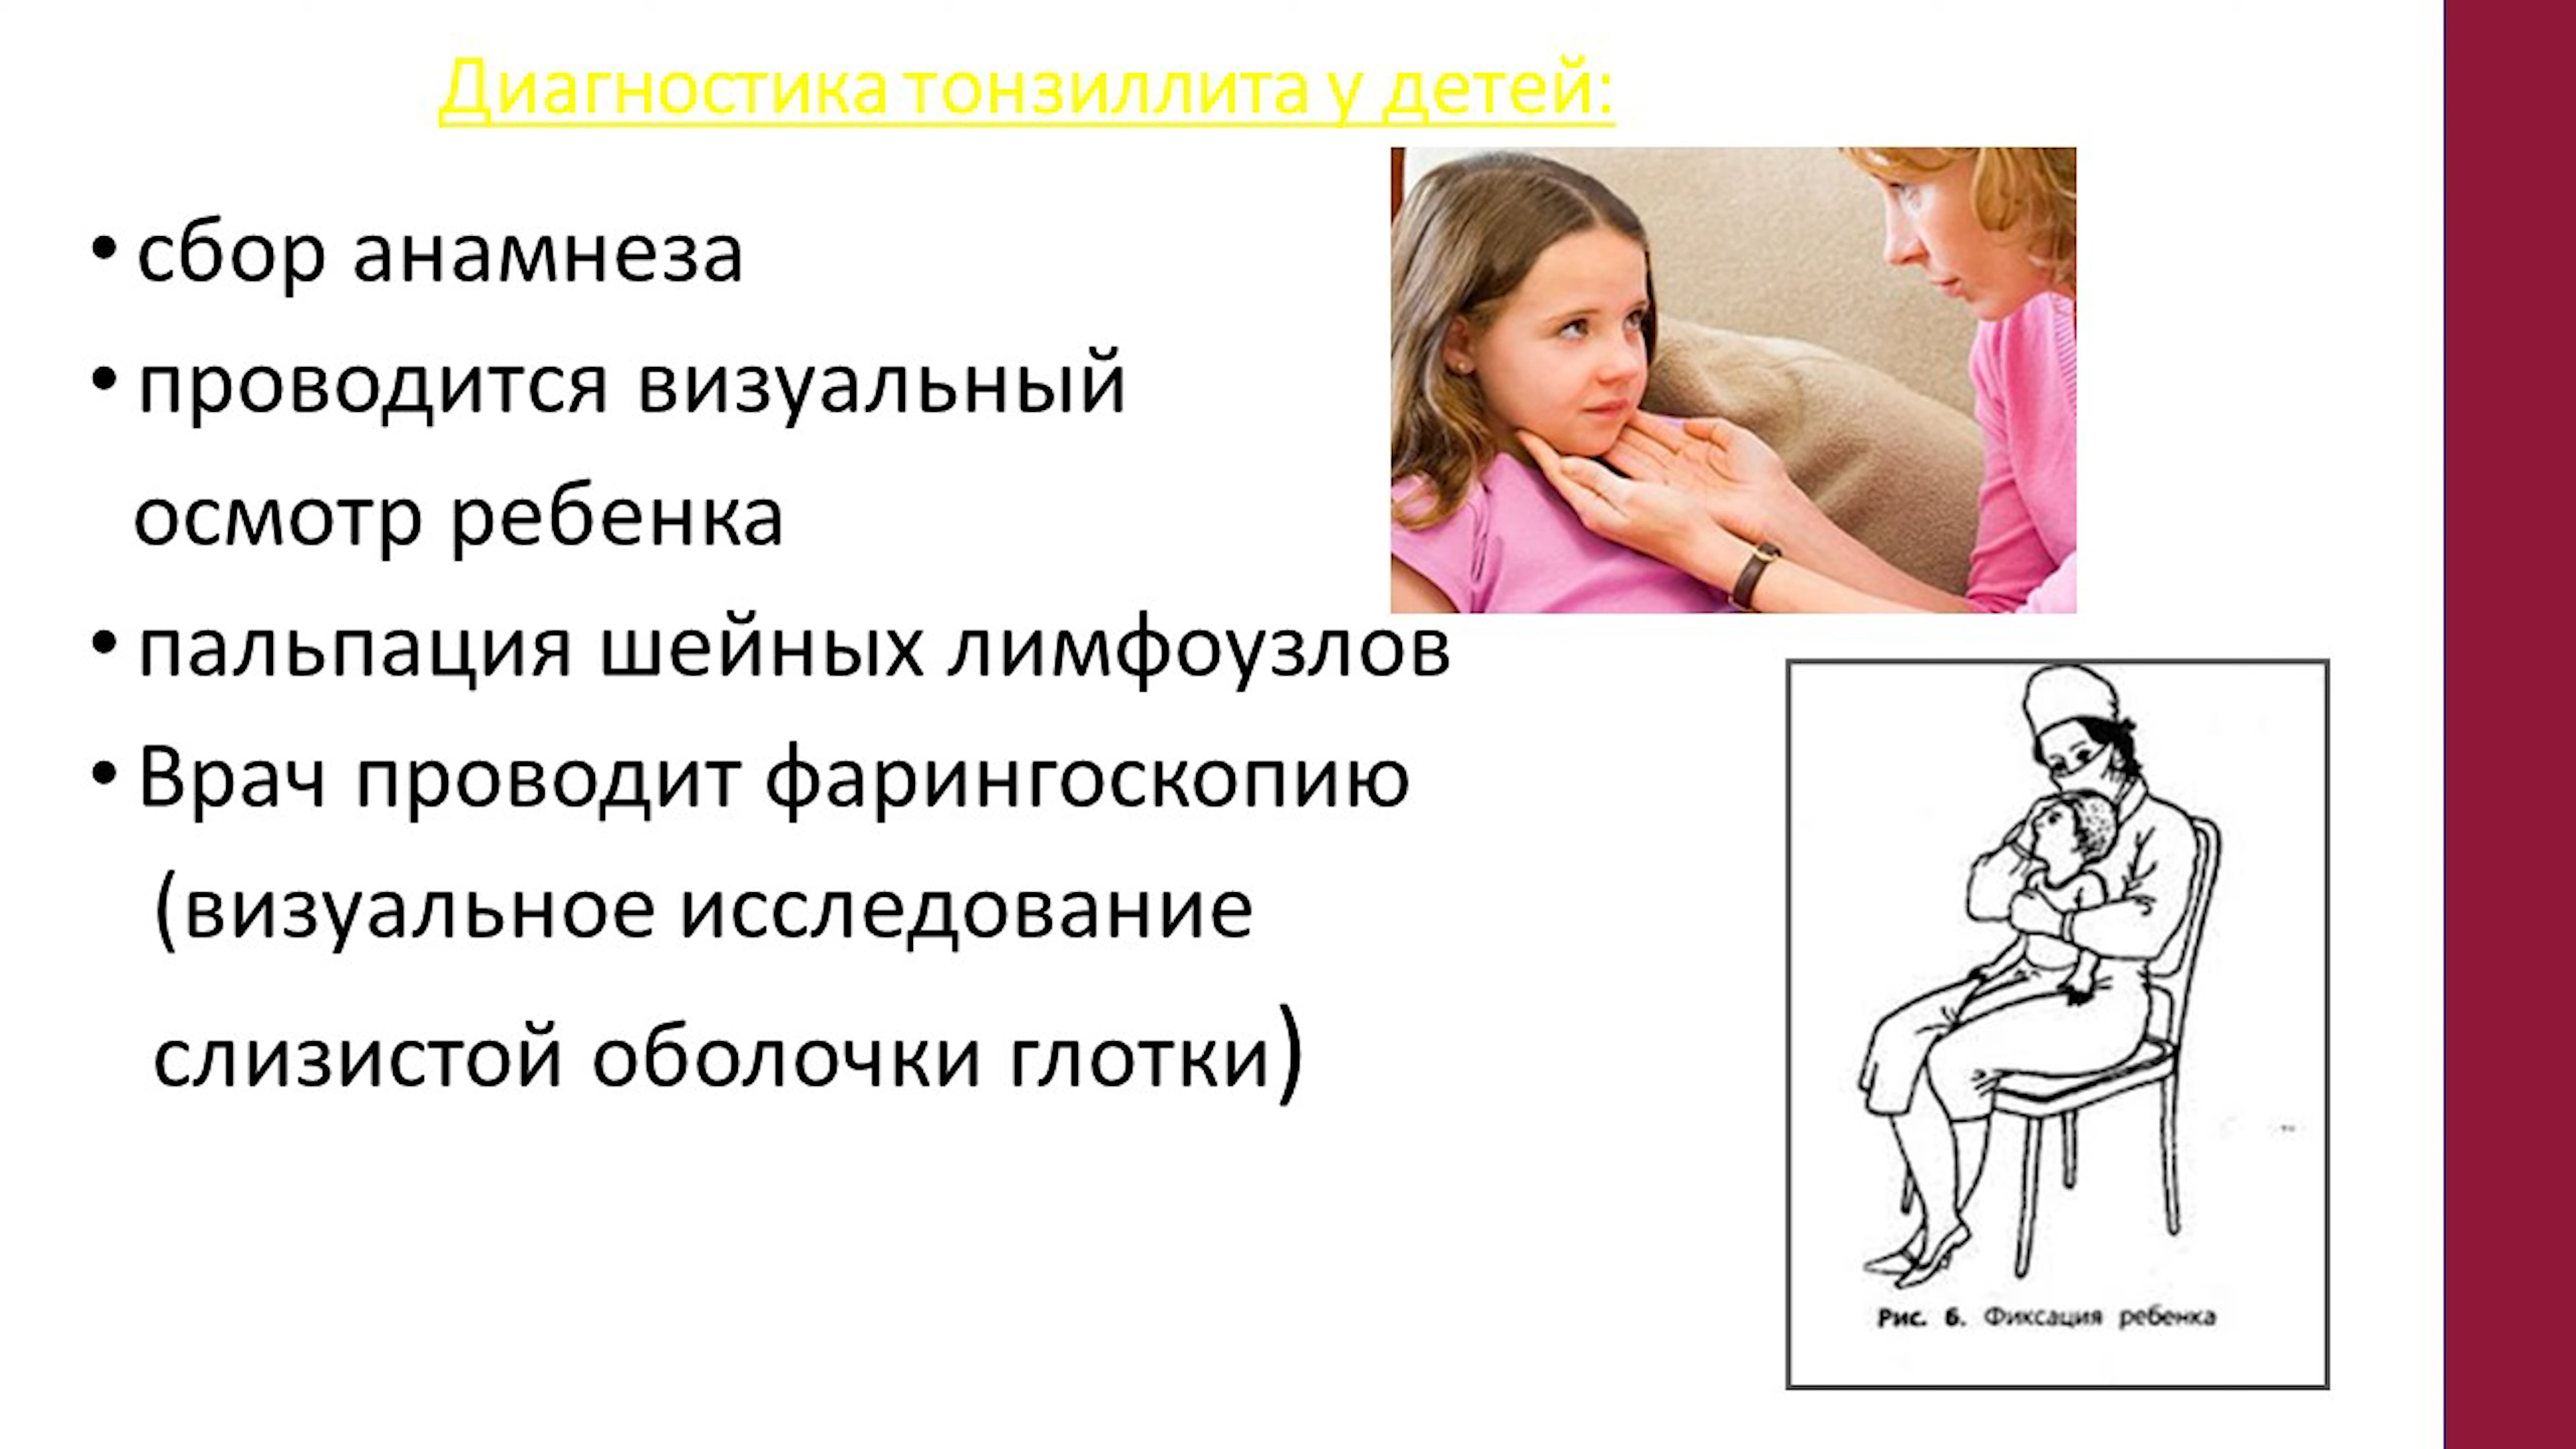 Диагностика тонзиллита у детей:
• сбор анамнеза
• проводится визуальный
осмотр ребенка
• пальпация шейных лимфоузлов
• Врач проводит фарингоскопию
(визуальное исследование
слизистой оболочки глотки)
Рис. 6. Фиксация ребенка